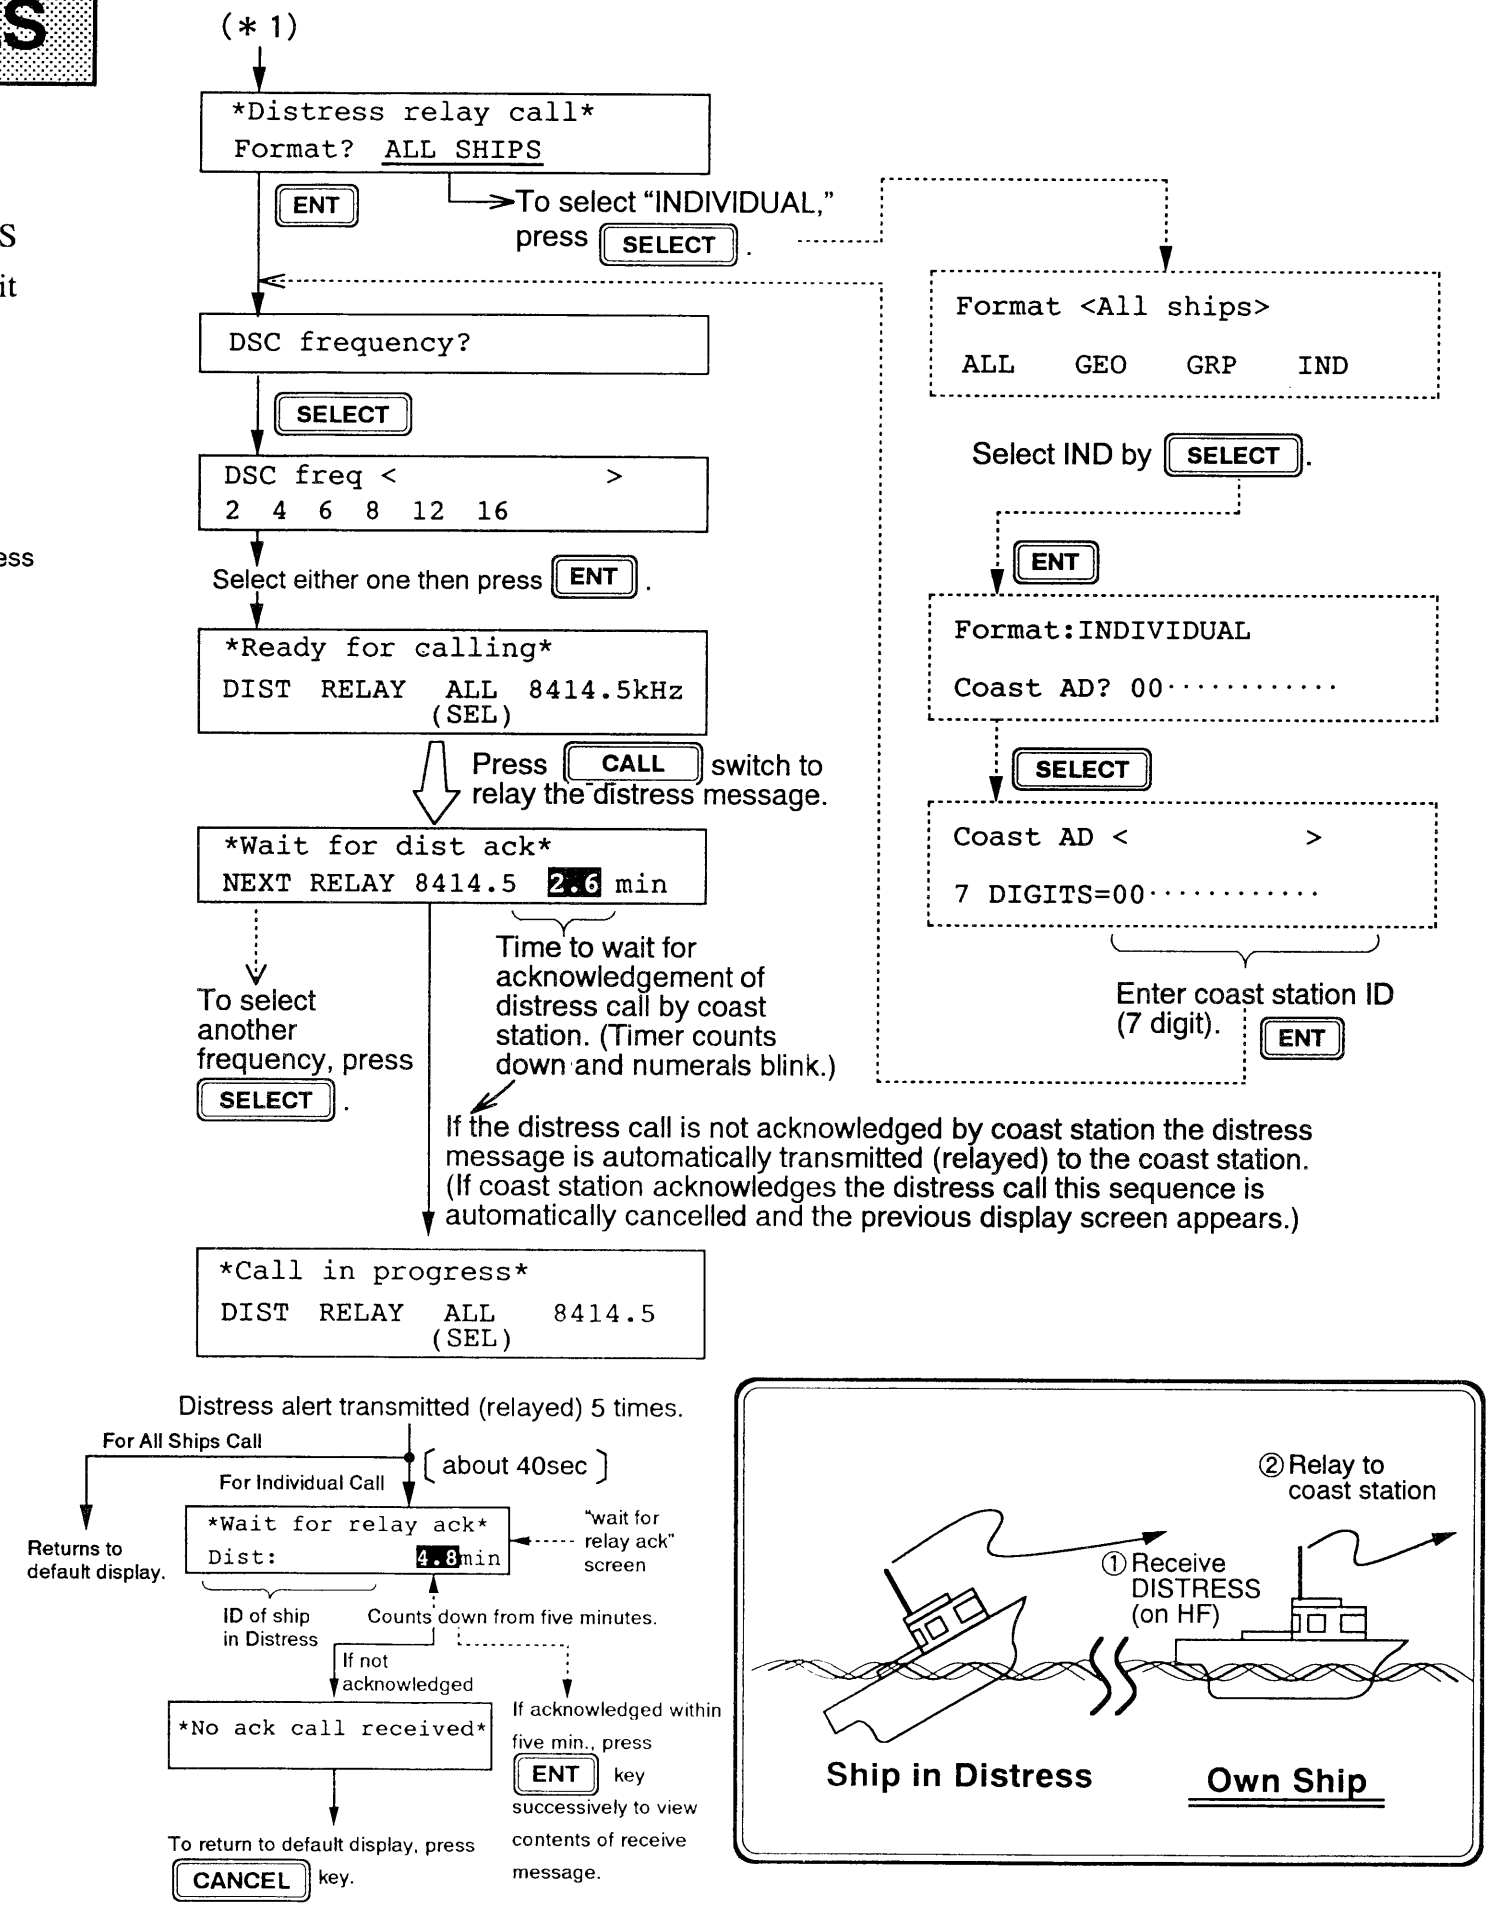 S
(* 1)
*Distress relay call*
Format? ALL SHIPS
ENT
To select “INDIVIDUAL,”
press SELECT .
S
it
ess
DSC frequency?
SELECT
DSC freq < >
2 4 6 8 12 16
Select either one then press ENT .
*Ready for calling*
DIST RELAY ALL 8414.5kHz
(SEL)
Press CALL switch to
relay the distress message.
*Wait for dist ack*
NEXT RELAY 8414.5 2.6 min
To select
another
frequency, press
SELECT .
Time to wait for
acknowledgement of
distress call by coast
station. (Timer counts
down and numerals blink.)
Format <All ships>
ALL GEO GRP IND
Select IND by SELECT .
ENT
Format:INDIVIDUAL
Coast AD? 00············
SELECT
Coast AD < >
7 DIGITS=00············
Enter coast station ID
(7 digit).
ENT
If the distress call is not acknowledged by coast station the distress
message is automatically transmitted (relayed) to the coast station.
(If coast station acknowledges the distress call this sequence is
automatically cancelled and the previous display screen appears.)
*Call in progress*
DIST RELAY ALL 8414.5
(SEL)
Distress alert transmitted (relayed) 5 times.
For All Ships Call
[about 40sec]
For Individual Call
Returns to
default display.
*Wait for relay ack*
Dist: 4.8min
“wait for
relay ack”
screen
ID of ship
in Distress
Counts down from five minutes.
If not
acknowledged
*No ack call received*
To return to default display, press
CANCEL key.
If acknowledged within
five min., press
ENT key
successively to view
contents of receive
message.
② Relay to
coast station
① Receive
DISTRESS
(on HF)
Ship in Distress
Own Ship